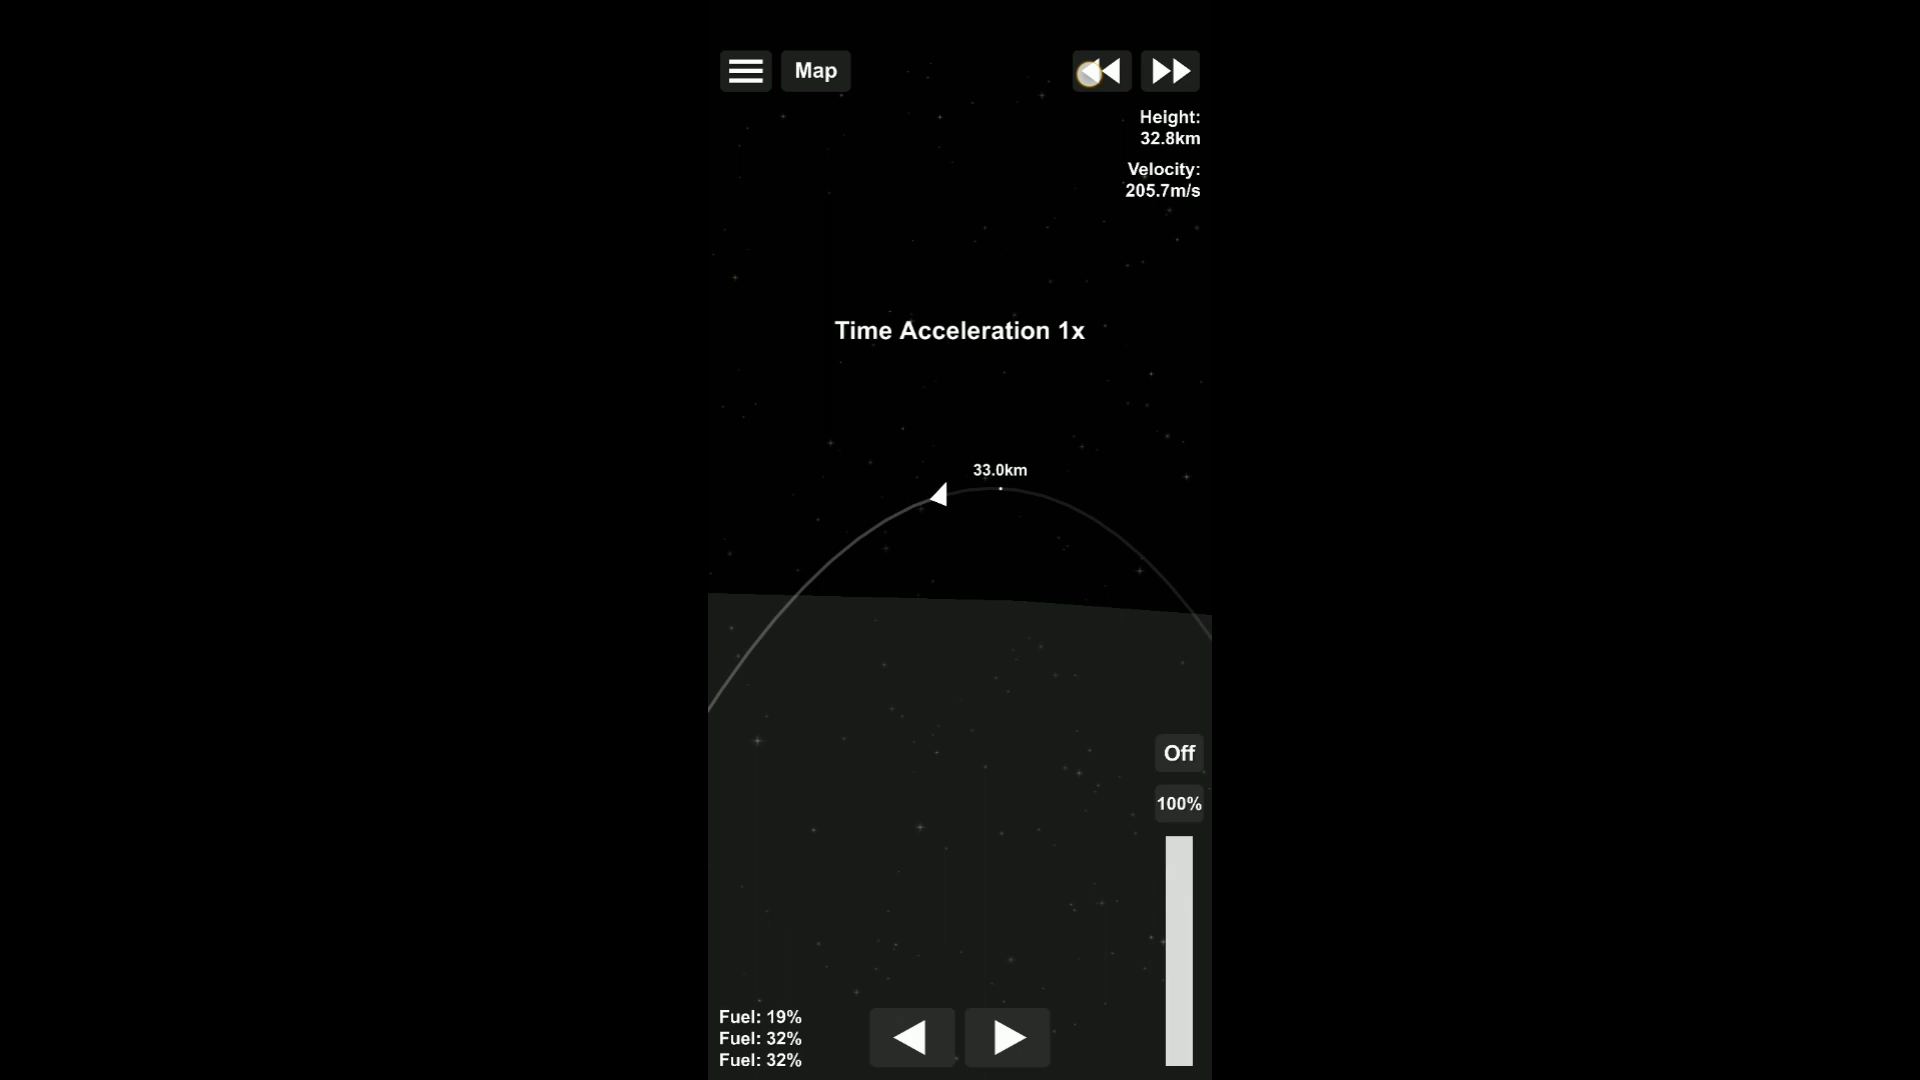 Map
Height:
32.8km
Velocity:
205.7m/s
Time Acceleration 1x
33.0km
Off
100%
Fuel: 19%
Fuel: 32%
Fuel: 32%